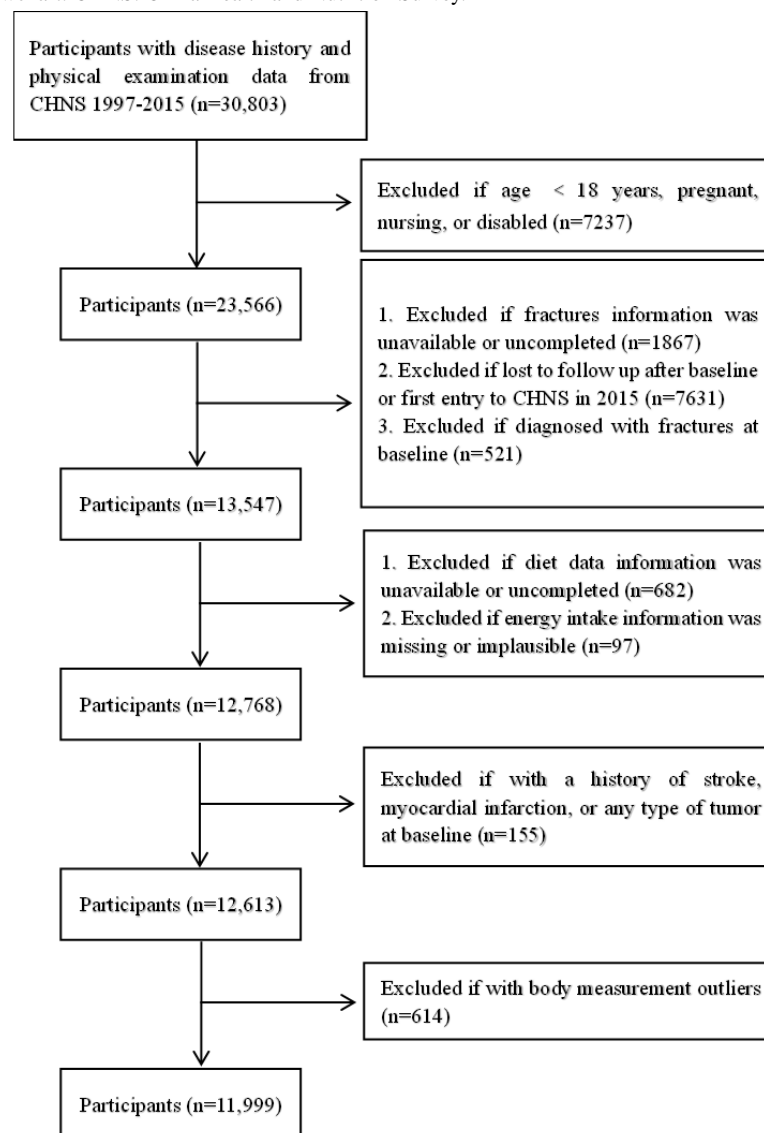 Participants with disease history and
physical examination data from
CHNS 1997-2015 (n=30,803)
Excluded if age < 18 years, pregnant,
nursing, or disabled (n=7237)
Participants (n=23,566)
1. Excluded if fractures information was
unavailable or uncompleted (n=1867)
2. Excluded if lost to follow up after baseline
or first entry to CHNS in 2015 (n=7631)
3. Excluded if diagnosed with fractures at
baseline (n=521)
Participants (n=13,547)
1. Excluded if diet data information was
unavailable or uncompleted (n=682)
2. Excluded if energy intake information was
missing or implausible (n=97)
Participants (n=12,768)
Excluded if with a history of stroke,
myocardial infarction, or any type of tumor
at baseline (n=155)
Participants (n=12,613)
Excluded if with body measurement outliers
(n=614)
Participants (n=11,999)